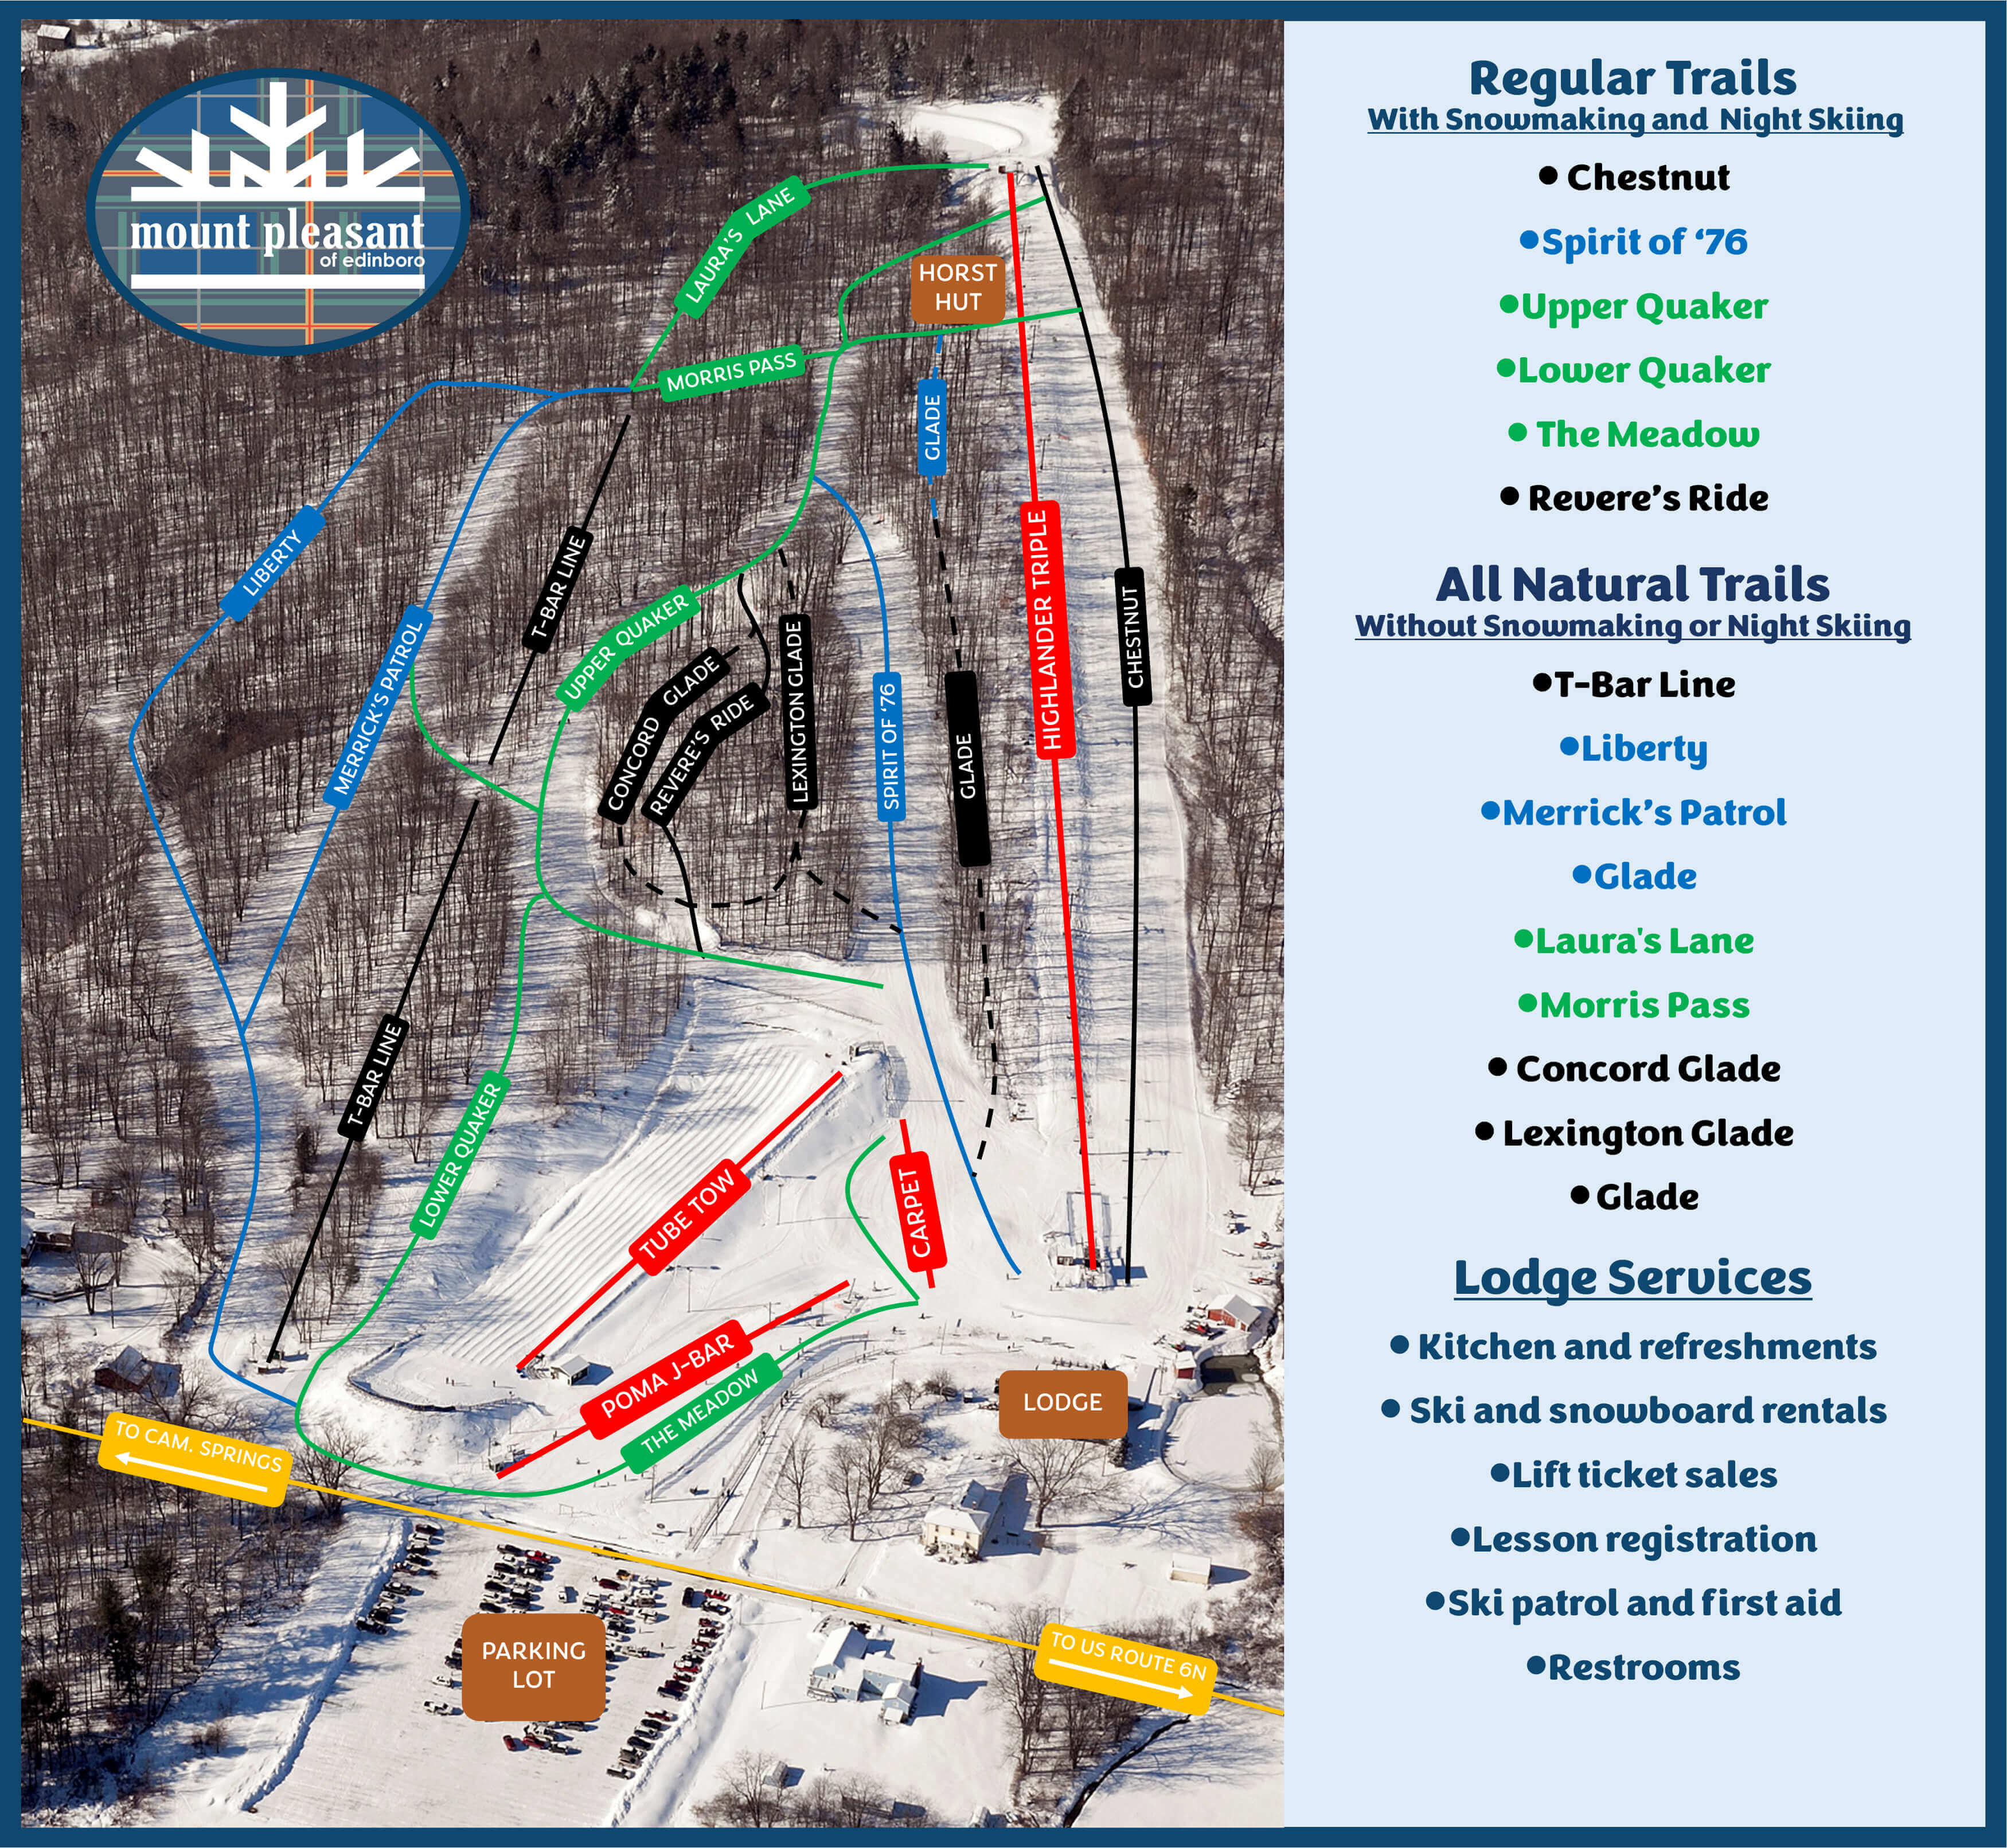 mount pleasant
of edinboro
LAURA'S LANE
HORST
HUT
MORRIS PASS
GLADE
LIBERTY
T-BAR LINE
MERRICK'S PATROL
UPPER QUAKER
CONCORD GLADE
REVERE'S RIDE
LEXINGTON GLADE
SPIRIT OF '76
GLADE
HIGHLANDER TRIPLE
CHESTNUT
T-BAR LINE
LOWER QUAKER
TUBE TOW
CARPET
POMA J-BAR
THE MEADOW
LODGE
TO CAM. SPRINGS
PARKING
LOT
TO US ROUTE 6N
Regular Trails
With Snowmaking and Night Skiing
• Chestnut
•Spirit of ‘76
•Upper Quaker
•Lower Quaker
• The Meadow
• Revere’s Ride
All Natural Trails
Without Snowmaking or Night Skiing
•T-Bar Line
•Liberty
•Merrick’s Patrol
•Glade
•Laura's Lane
•Morris Pass
• Concord Glade
• Lexington Glade
• Glade
Lodge Services
• Kitchen and refreshments
• Ski and snowboard rentals
•Lift ticket sales
•Lesson registration
•Ski patrol and first aid
•Restrooms